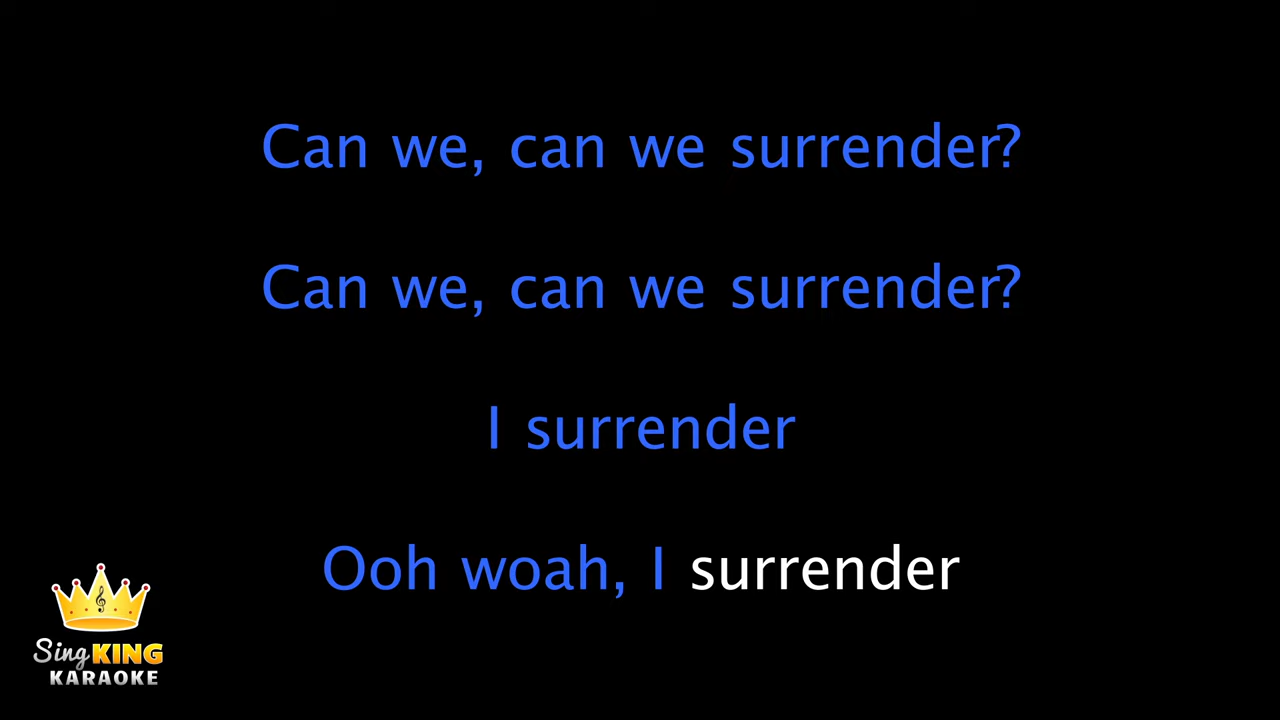 Can we, can we surrender?
Can we, can we surrender?
I surrender
Ooh woah, I surrender
Sing KING
KARAOKE